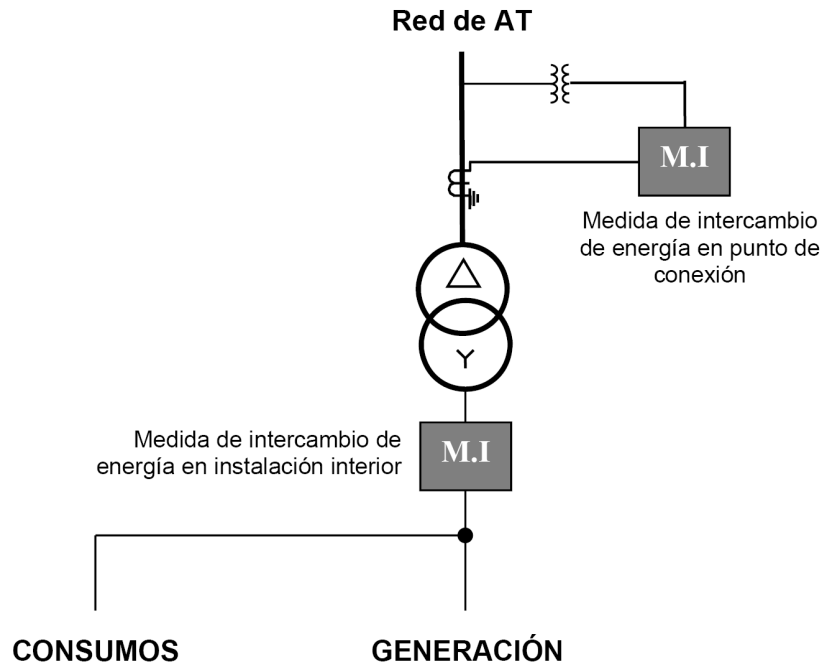 Red de AT
M.I
Medida de intercambio
de energía en punto de
conexión
Medida de intercambio de
energía en instalación interior
M.I
CONSUMOS
GENERACIÓN